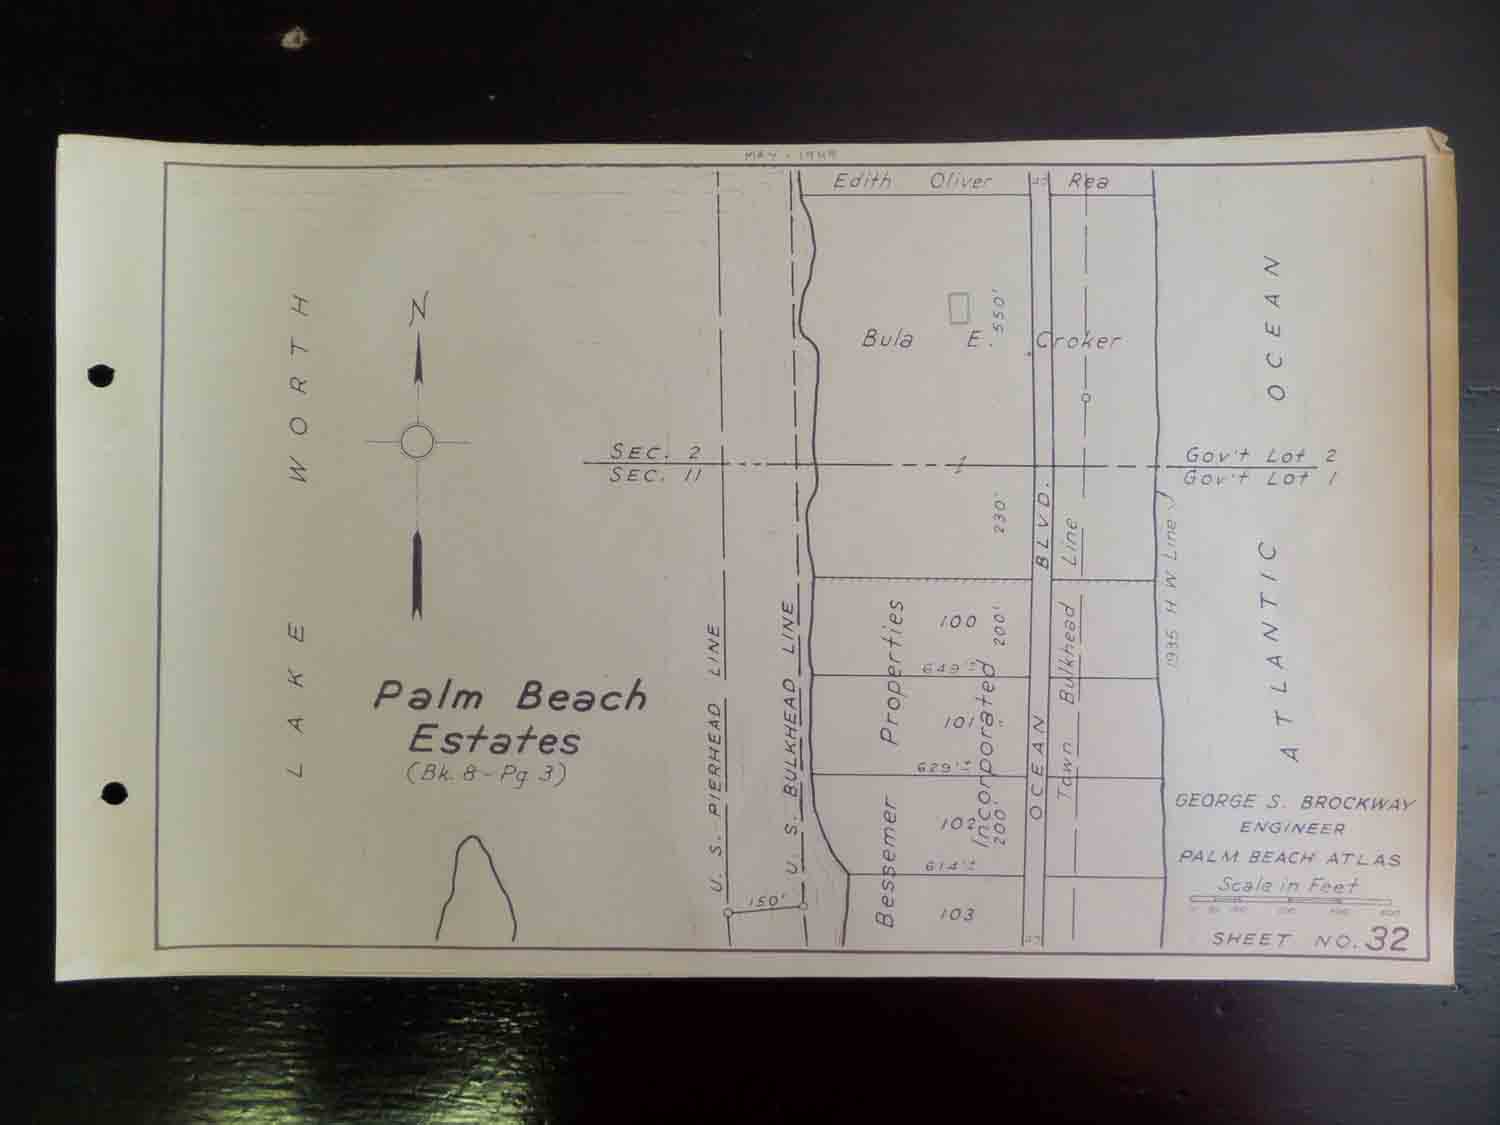 Edith Oliver Rea
N
LAKE WORTH
Bula E. Croker
550'
ATLANTIC OCEAN
SEC. 2
SEC. 11
Gov't Lot 2
Gov't Lot 1
230'
OCEAN BLVD.
Town Bulkhead Line
1935 H W Line
Palm Beach
Estates
(Bk. 8 - Pg 3)
U. S. PIERHEAD LINE
U. S. BULKHEAD LINE
150'
Bessemer Properties
Incorporated
100
200'
649'±
101
629'±
102
200'
614'±
103
GEORGE S. BROCKWAY
ENGINEER
PALM BEACH ATLAS
Scale in Feet
SHEET NO. 32